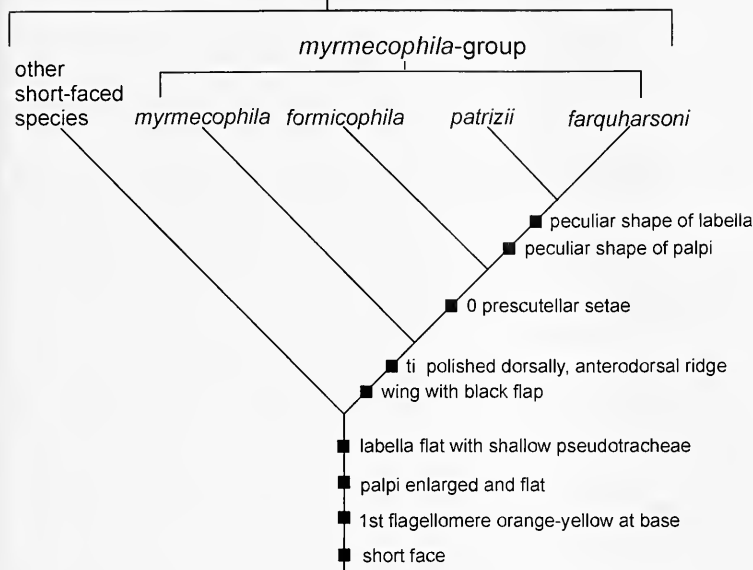 myrmecophila-group
other
short-faced
species
myrmecophila formicophila patrizii farquharsoni
peculiar shape of labella
peculiar shape of palpi
0 prescutellar setae
ti polished dorsally, anterodorsal ridge
wing with black flap
labella flat with shallow pseudotracheae
palpi enlarged and flat
1st flagellomere orange-yellow at base
short face